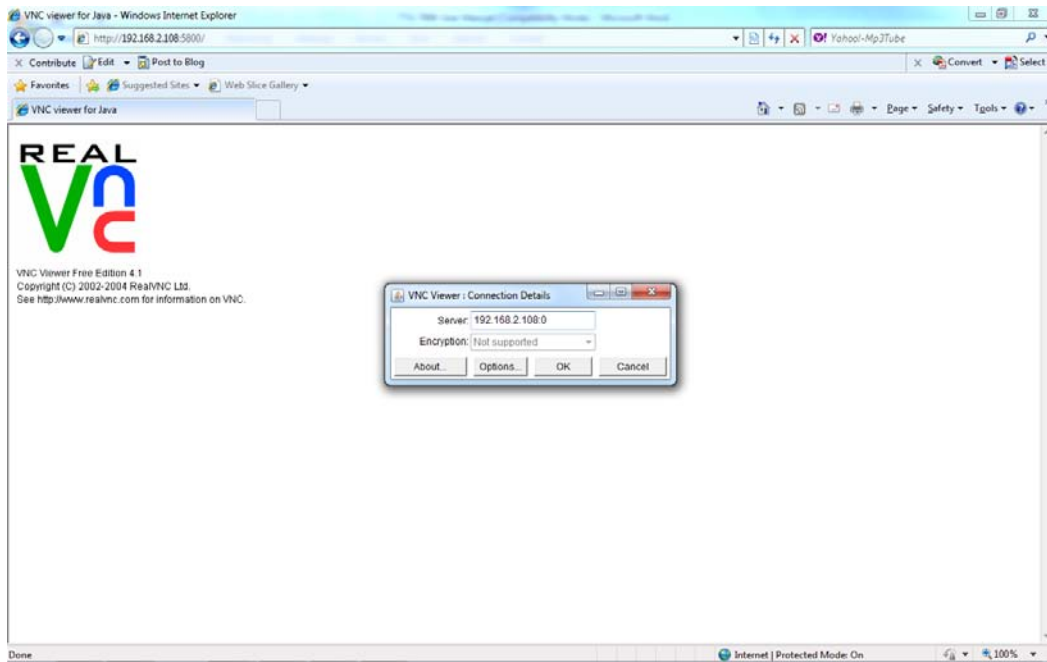 VNC viewer for Java - Windows Internet Explorer
http://192.168.2.108:5800/
Yahoo!-Mp3Tube
Contribute Edit Post to Blog
Convert Select
Favorites Suggested Sites Web Slice Gallery
VNC viewer for Java
Page Safety Tools
REAL
Vnc
VNC Viewer Free Edition 4.1
Copyright (C) 2002-2004 RealVNC Ltd.
See http://www.realvnc.com for information on VNC.
VNC Viewer : Connection Details
Server: 192.168.2.108:0
Encryption: Not supported
About... Options... OK Cancel
Done
Internet | Protected Mode: On
100%